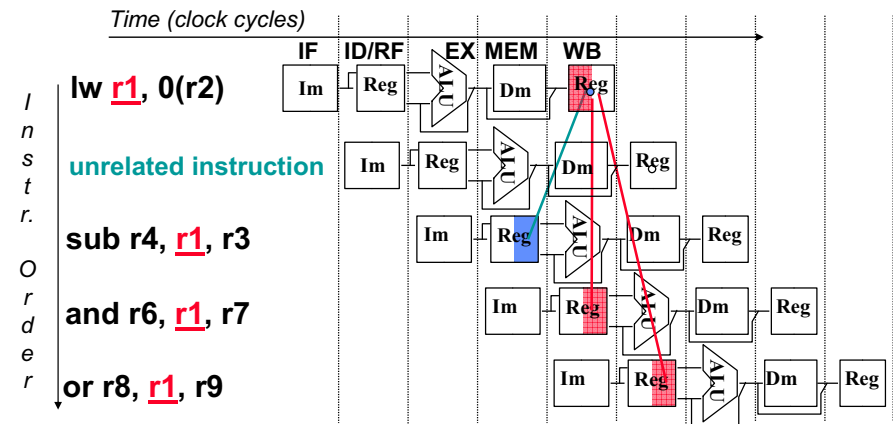 Time (clock cycles)
IF ID/RF EX MEM WB
Instr. Order
lw r1, 0(r2)
Im Reg ALU Dm Reg
unrelated instruction
Im Reg ALU Dm Reg
sub r4, r1, r3
Im Reg ALU Dm Reg
and r6, r1, r7
Im Reg ALU Dm Reg
or r8, r1, r9
Im Reg ALU Dm Reg